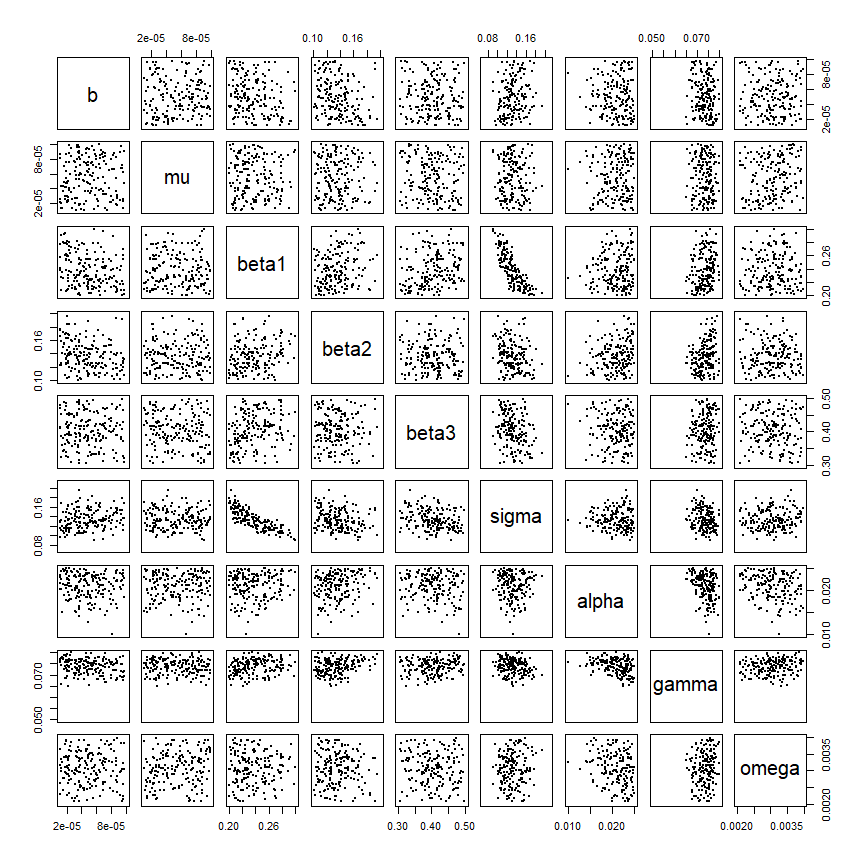 2e-05 8e-05 0.10 0.16 0.08 0.16 0.050 0.070
b 2e-05 8e-05
2e-05 8e-05 mu
beta1 0.20 0.26
0.10 0.16 beta2
beta3 0.30 0.40 0.50
0.08 0.16 sigma
alpha 0.010 0.020
0.050 0.070 gamma
omega 0.0020 0.0035
2e-05 8e-05 0.20 0.26 0.30 0.40 0.50 0.010 0.020 0.0020 0.0035